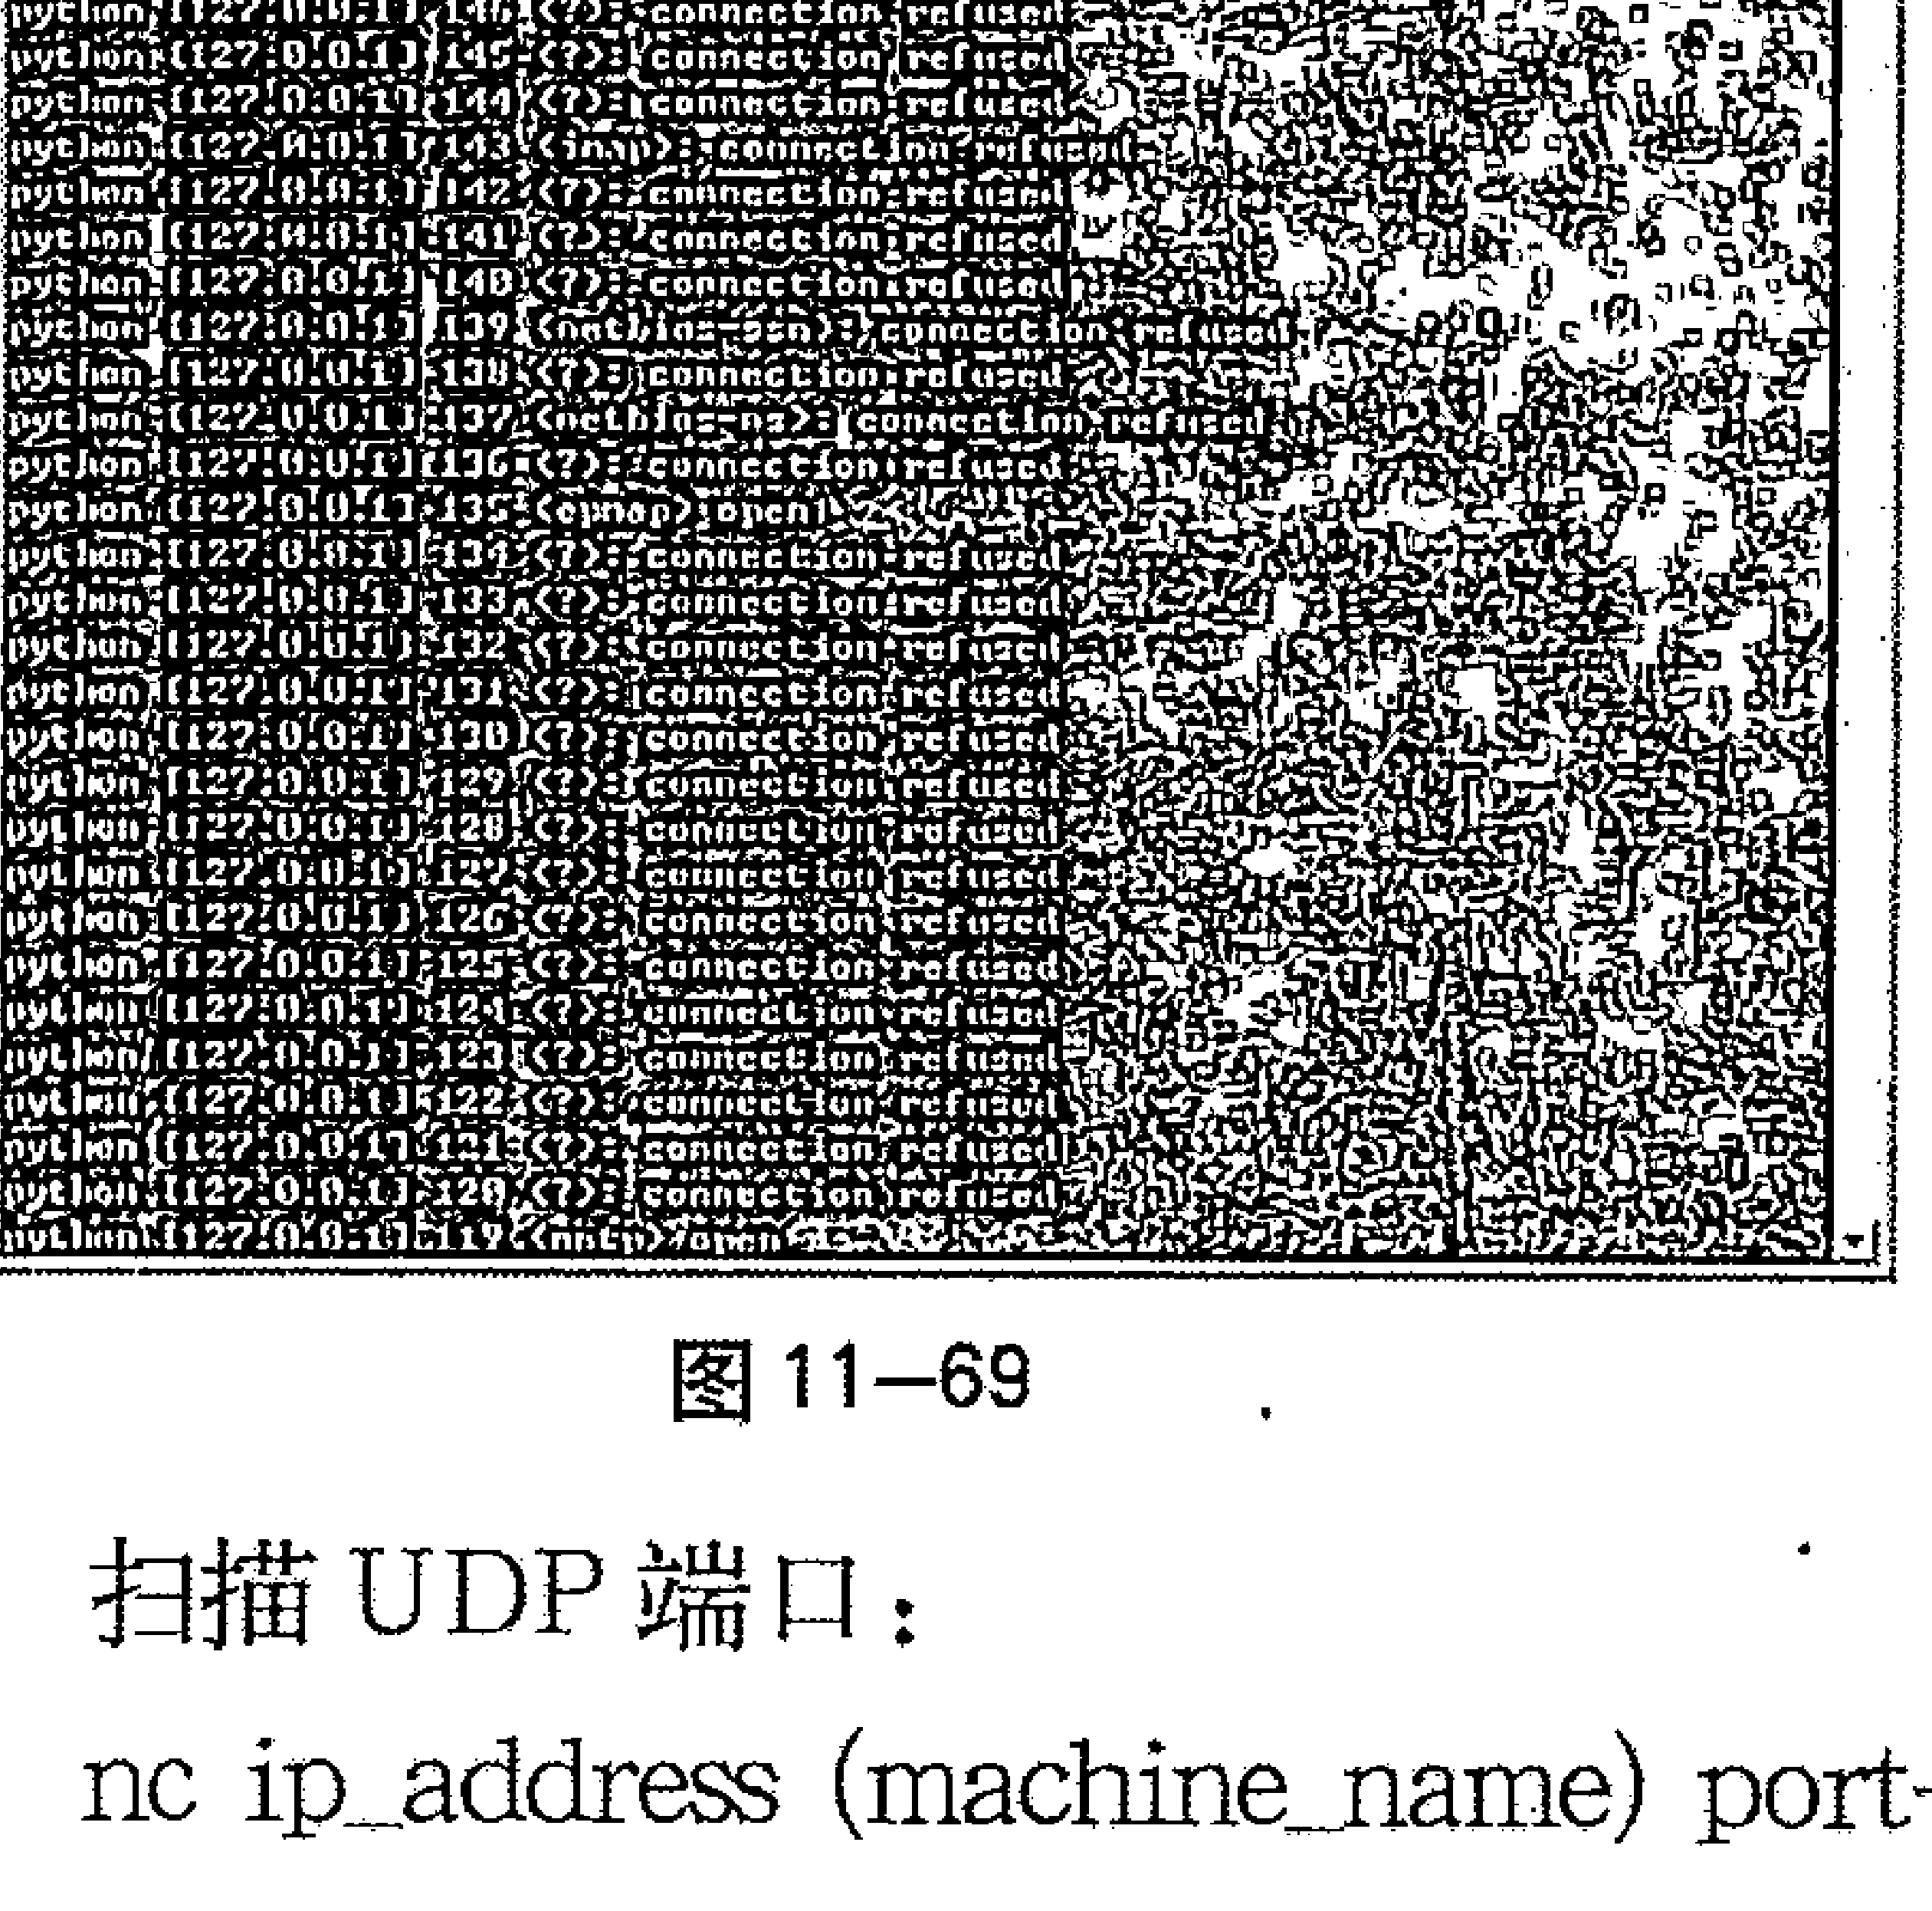 python [127.0.0.1] 146 <?>: connection refused
python [127.0.0.1] 145 <?>: connection refused
python [127.0.0.1] 144 <?>: connection refused
python [127.0.0.1] 143 <imap>: connection refused
python [127.0.0.1] 142 <?>: connection refused
python [127.0.0.1] 141 <?>: connection refused
python [127.0.0.1] 140 <?>: connection refused
python [127.0.0.1] 139 <netbios-ssn>: connection refused
python [127.0.0.1] 138 <?>: connection refused
python [127.0.0.1] 137 <netbios-ns>: connection refused
python [127.0.0.1] 136 <?>: connection refused
python [127.0.0.1] 135 <epmap> open
python [127.0.0.1] 134 <?>: connection refused
python [127.0.0.1] 133 <?>: connection refused
python [127.0.0.1] 132 <?>: connection refused
python [127.0.0.1] 131 <?>: connection refused
python [127.0.0.1] 130 <?>: connection refused
python [127.0.0.1] 129 <?>: connection refused
python [127.0.0.1] 128 <?>: connection refused
python [127.0.0.1] 127 <?>: connection refused
python [127.0.0.1] 126 <?>: connection refused
python [127.0.0.1] 125 <?>: connection refused
python [127.0.0.1] 124 <?>: connection refused
python [127.0.0.1] 123 <?>: connection refused
python [127.0.0.1] 122 <?>: connection refused
python [127.0.0.1] 121 <?>: connection refused
python [127.0.0.1] 120 <?>: connection refused
python [127.0.0.1] 119 <nntp> open
图 11-69
扫描 UDP 端口：
nc ip_address (machine_name) port-